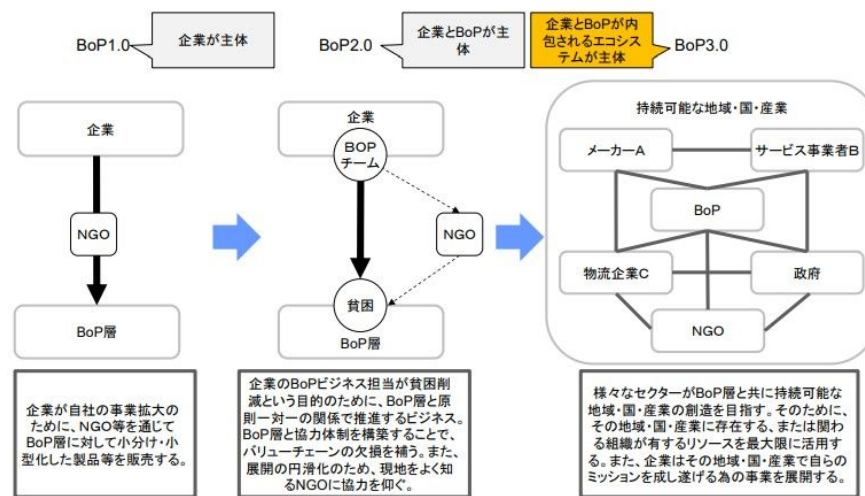 BoP1.0
企業が主体
BoP2.0
企業とBoPが主
体
企業とBoPが内
包されるエコシス
テムが主体
BoP3.0
企業
NGO
BoP層
企業
BOP
チーム
NGO
貧困
BoP層
持続可能な地域・国・産業
メーカーA
サービス事業者B
BoP
物流企業C
政府
NGO
企業が自社の事業拡大の
ために、NGO等を通じて
BoP層に対して小分け・小
型化した製品等を販売する。
企業のBoPビジネス担当が貧困削
減という目的のために、BoP層と原
則一対一の関係で推進するビジネス。
BoP層と協力体制を構築することで、
バリューチェーンの欠損を補う。また、
展開の円滑化のため、現地をよく知
るNGOに協力を仰ぐ。
様々なセクターがBoP層と共に持続可能な
地域・国・産業の創造を目指す。そのために、
その地域・国・産業に存在する、または関わ
る組織が有するリソースを最大限に活用す
る。また、企業はその地域・国・産業で自らの
ミッションを成し遂げる為の事業を展開する。